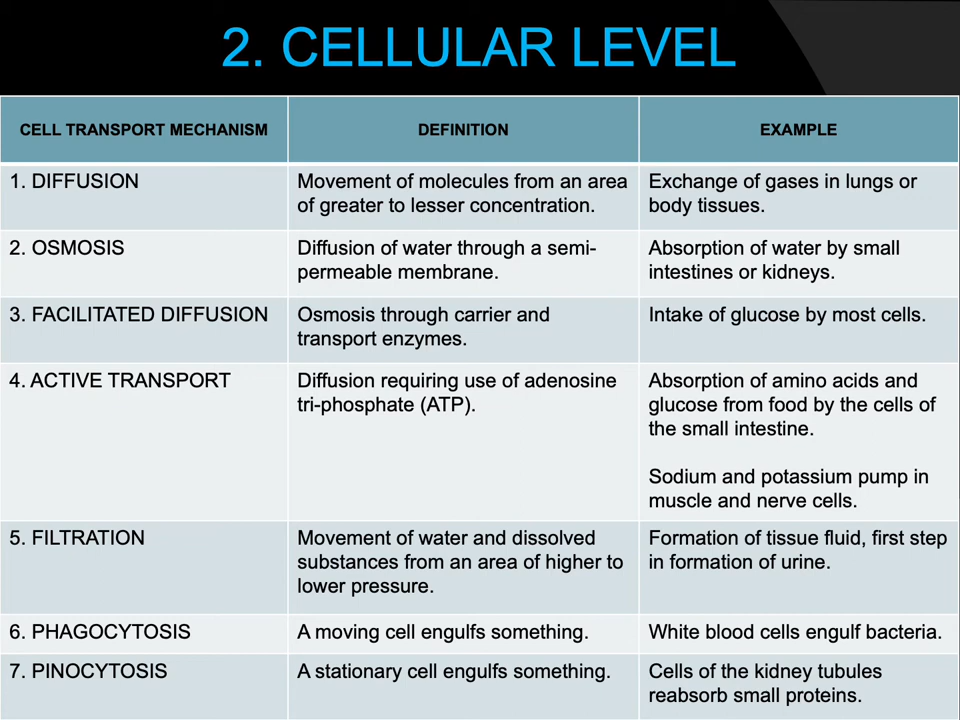 2. CELLULAR LEVEL
CELL TRANSPORT MECHANISM
DEFINITION
EXAMPLE
1. DIFFUSION
Movement of molecules from an area
of greater to lesser concentration.
Exchange of gases in lungs or
body tissues.
2. OSMOSIS
Diffusion of water through a semi-
permeable membrane.
Absorption of water by small
intestines or kidneys.
3. FACILITATED DIFFUSION
Osmosis through carrier and
transport enzymes.
Intake of glucose by most cells.
4. ACTIVE TRANSPORT
Diffusion requiring use of adenosine
tri-phosphate (ATP).
Absorption of amino acids and
glucose from food by the cells of
the small intestine.
Sodium and potassium pump in
muscle and nerve cells.
5. FILTRATION
Movement of water and dissolved
substances from an area of higher to
lower pressure.
Formation of tissue fluid, first step
in formation of urine.
6. PHAGOCYTOSIS
A moving cell engulfs something.
White blood cells engulf bacteria.
7. PINOCYTOSIS
A stationary cell engulfs something.
Cells of the kidney tubules
reabsorb small proteins.